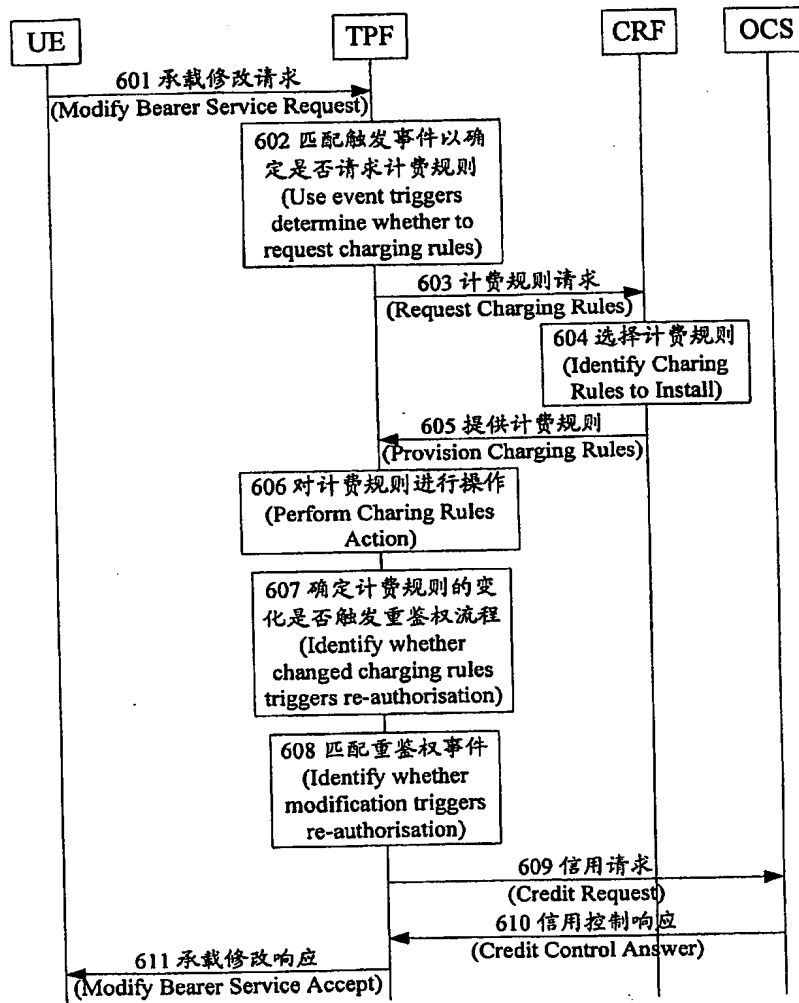 UE
TPF
CRF
OCS
601 承载修改请求
(Modify Bearer Service Request)
602 匹配触发事件以确
定是否请求计费规则
(Use event triggers
determine whether to
request charging rules)
603 计费规则请求
(Request Charging Rules)
604 选择计费规则
(Identify Charing
Rules to Install)
605 提供计费规则
(Provision Charging Rules)
606 对计费规则进行操作
(Perform Charing Rules
Action)
607 确定计费规则的变
化是否触发重鉴权流程
(Identify whether
changed charging rules
triggers re-authorisation)
608 匹配重鉴权事件
(Identify whether
modification triggers
re-authorisation)
609 信用请求
(Credit Request)
610 信用控制响应
(Credit Control Answer)
611 承载修改响应
(Modify Bearer Service Accept)